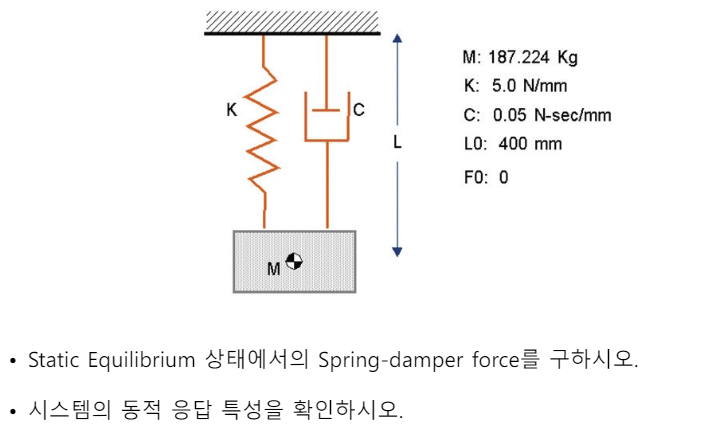 M: 187.224 Kg
K: 5.0 N/mm
K
C
C: 0.05 N-sec/mm
L
L0: 400 mm
F0: 0
M
• Static Equilibrium 상태에서의 Spring-damper force를 구하시오.
• 시스템의 동적 응답 특성을 확인하시오.